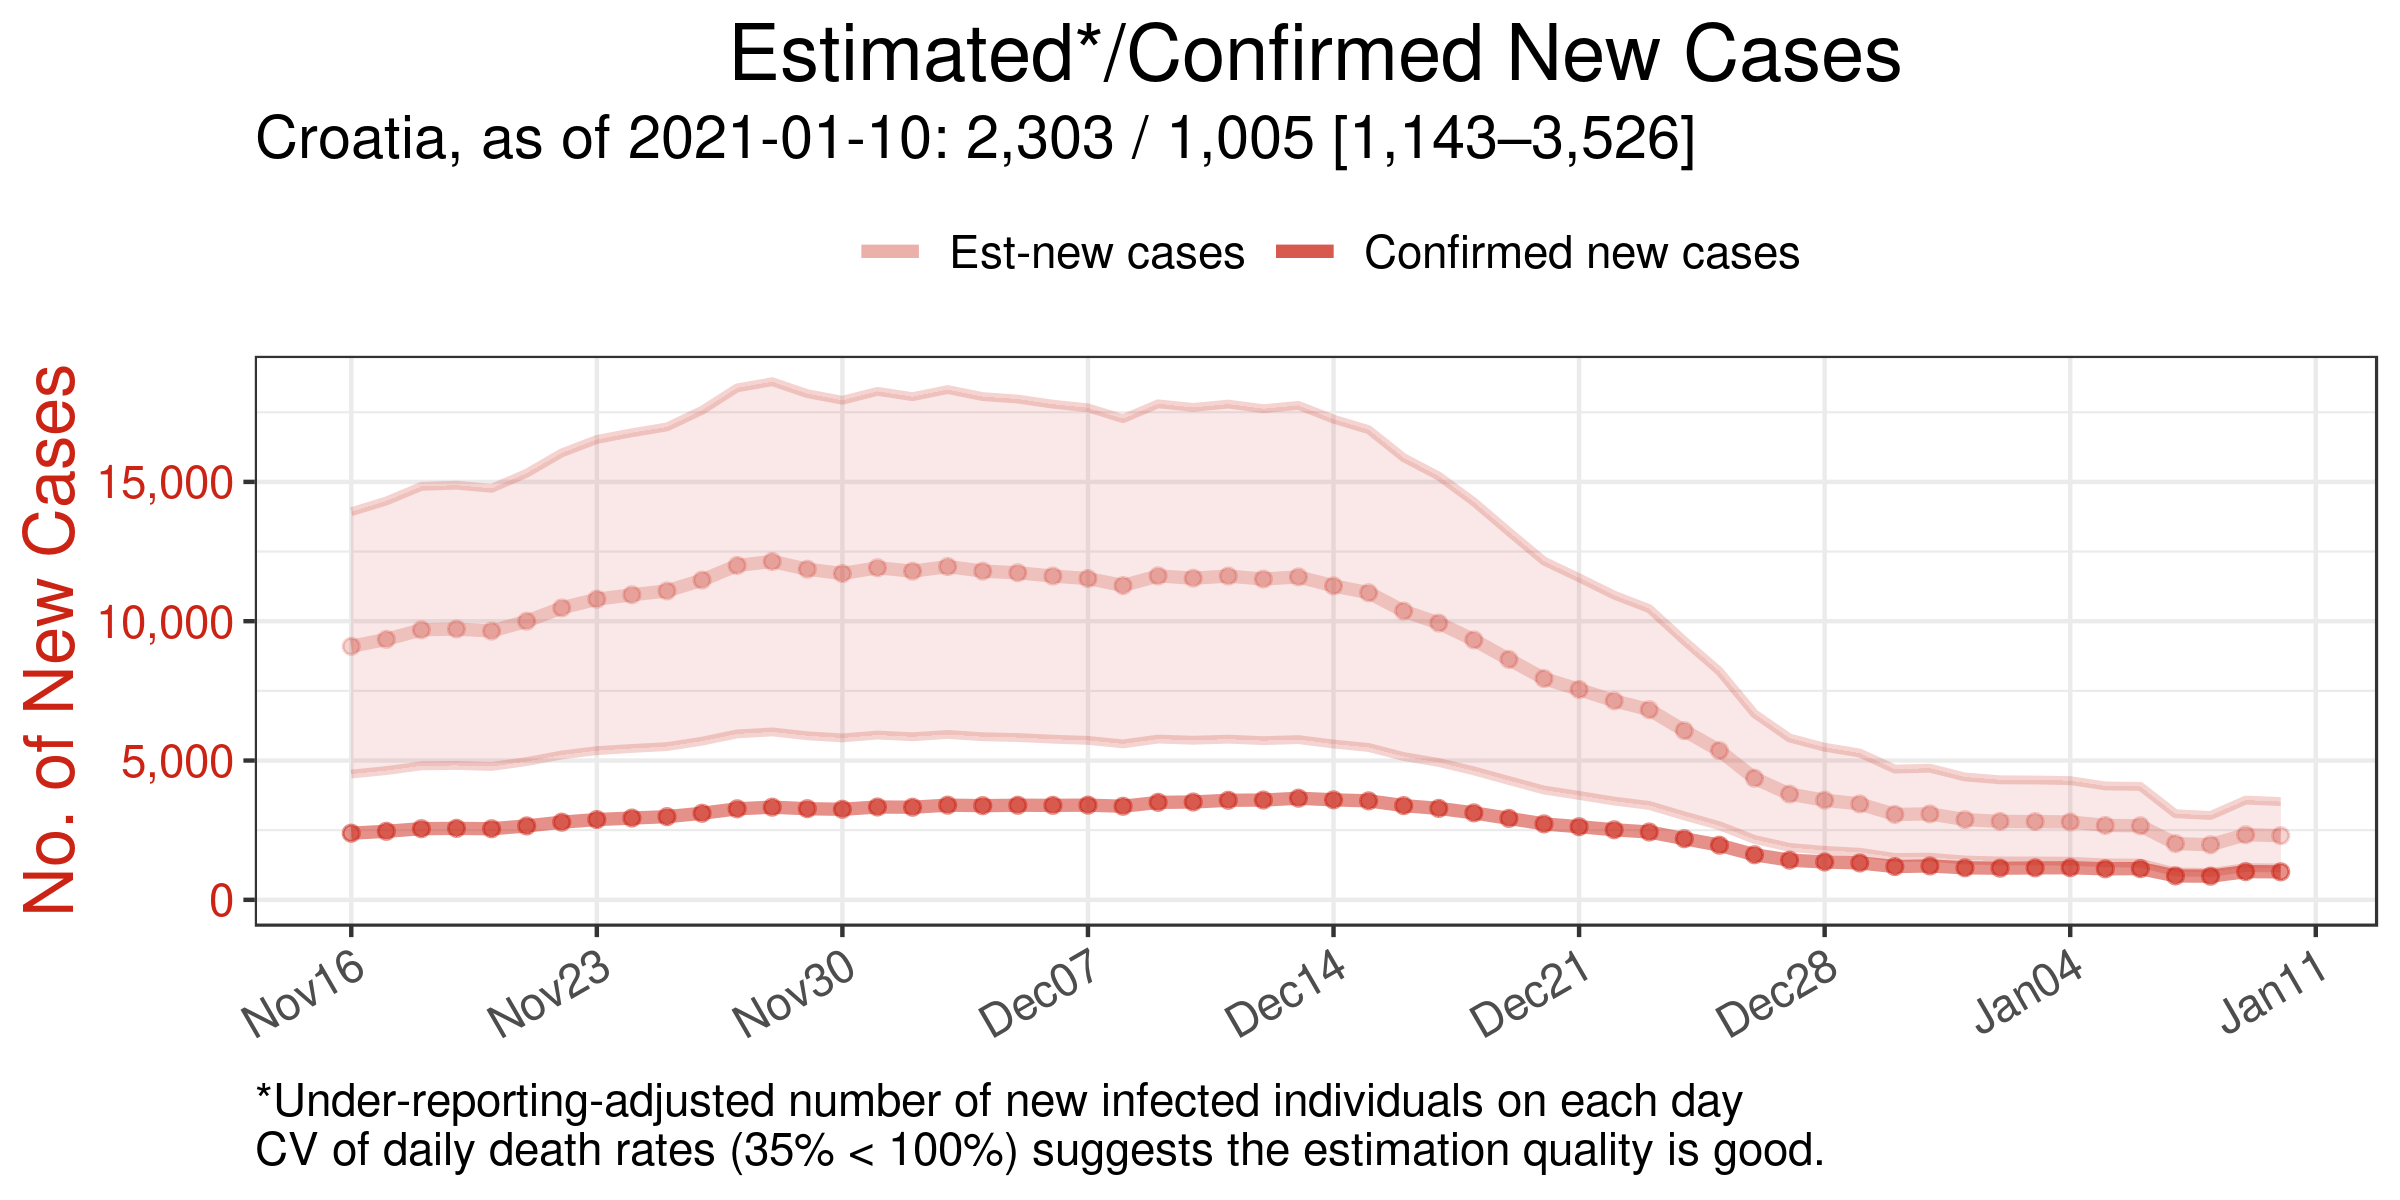 Estimated*/Confirmed New Cases
Croatia, as of 2021-01-10: 2,303 / 1,005 [1,143–3,526]
Est-new cases Confirmed new cases
No. of New Cases
15,000
10,000
5,000
0
Nov16 Nov23 Nov30 Dec07 Dec14 Dec21 Dec28 Jan04 Jan11
*Under-reporting-adjusted number of new infected individuals on each day
CV of daily death rates (35% < 100%) suggests the estimation quality is good.